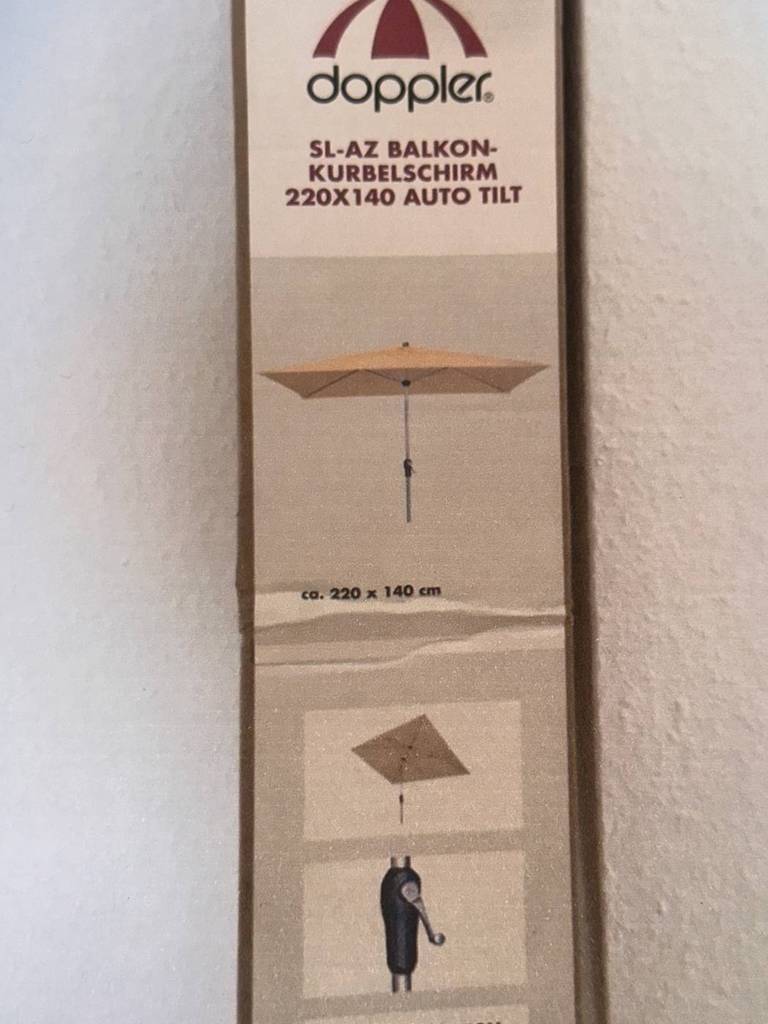 doppler®
SL-AZ BALKON-
KURBELSCHIRM
220X140 AUTO TILT
ca. 220 x 140 cm